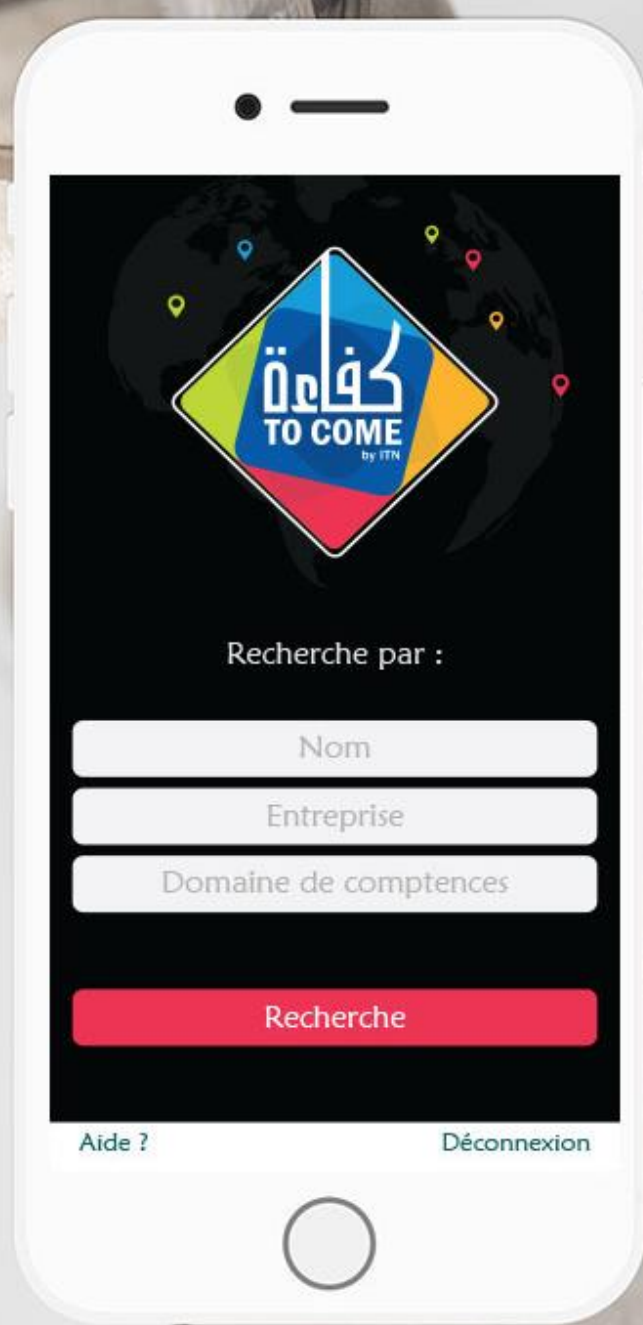 كفاءة
TO COME
by ITN
Recherche par :
Nom
Entreprise
Domaine de comptences
Recherche
Aide ?
Déconnexion